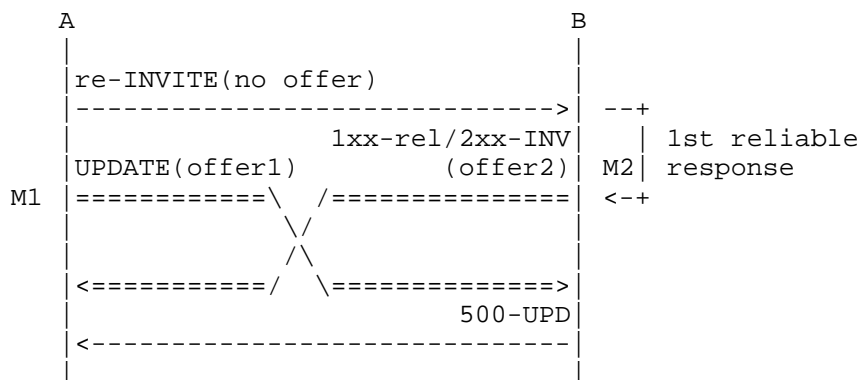 A                                       B
|                                       |
|re-INVITE(no offer)                    |
|-------------------------------------->| --+
|                    1xx-rel/2xx-INV|   | 1st reliable
|UPDATE(offer1)             (offer2)| M2| response
M1 |============\  /===================| <-+
|             \/                        |
|             /\                        |
|<===========/  \==================>|
|                            500-UPD|
|<--------------------------------------|
|                                       |